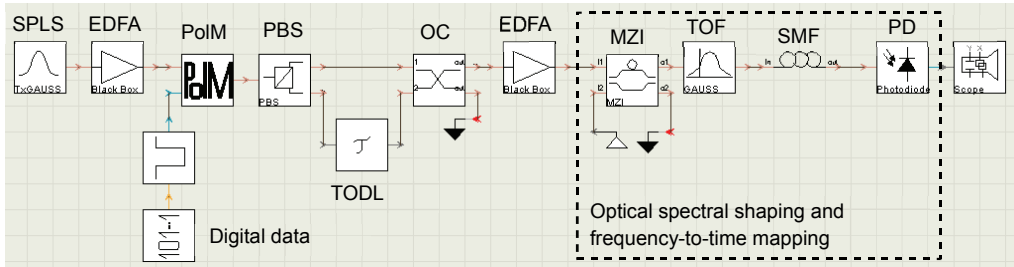 SPLS EDFA PolM PBS OC EDFA MZI TOF SMF PD
TxGAUSS Black Box PolM PBS 1 2 out out Black Box I1 I2 o1 o2 MZI GAUSS In out Photodiode Y X Scope
τ
TODL
101-1 Digital data
Optical spectral shaping and
frequency-to-time mapping